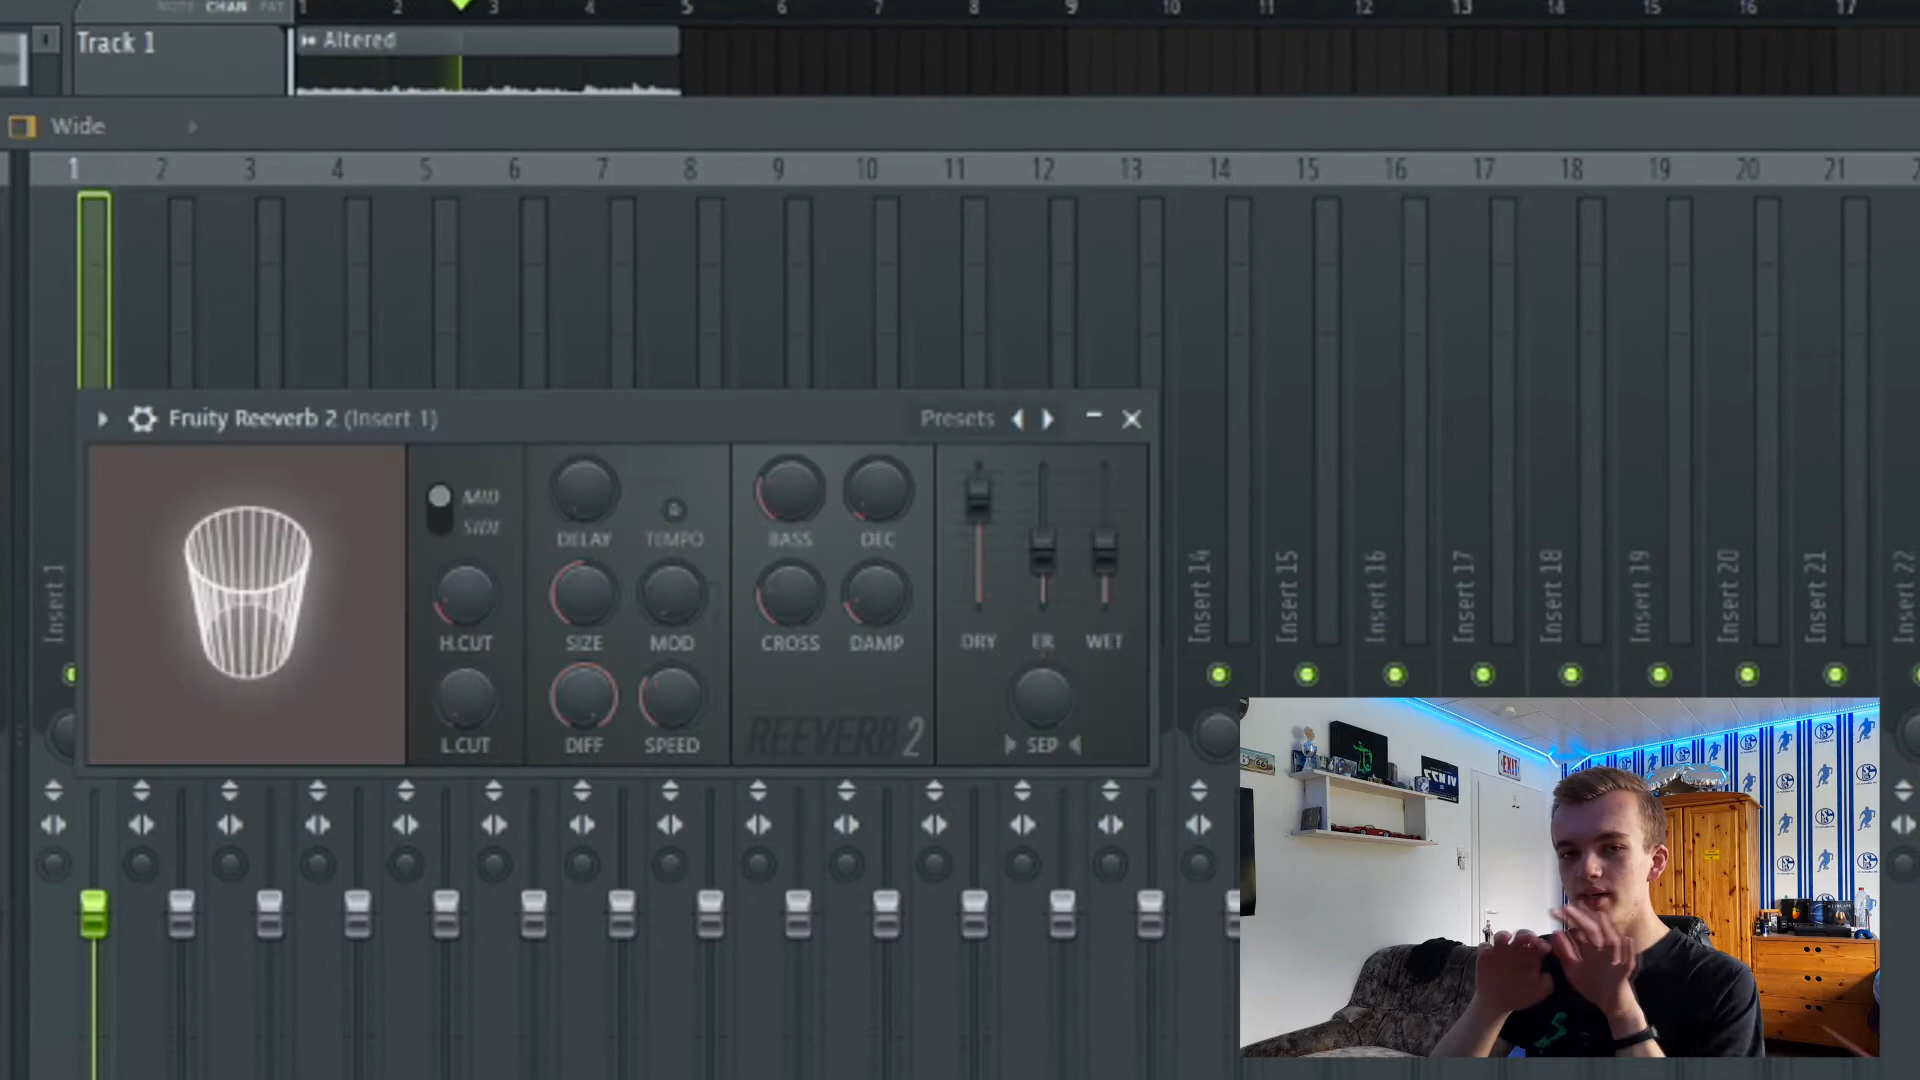 NOTE CHAN PAT
1 2 3 4 5 6 7 8 9 10 11 12 13 14 15 16 17
Track 1
Altered
Wide
1 2 3 4 5 6 7 8 9 10 11 12 13 14 15 16 17 18 19 20 21
Fruity Reeverb 2 (Insert 1)
Presets
MID
SIDE
DELAY TEMPO
BASS DEC
H.CUT SIZE MOD
CROSS DAMP
DRY ER WET
L.CUT DIFF SPEED
REEVERB 2
SEP
Insert 1
Insert 14
Insert 15
Insert 16
Insert 17
Insert 18
Insert 19
Insert 20
Insert 21
Insert 22
EXIT